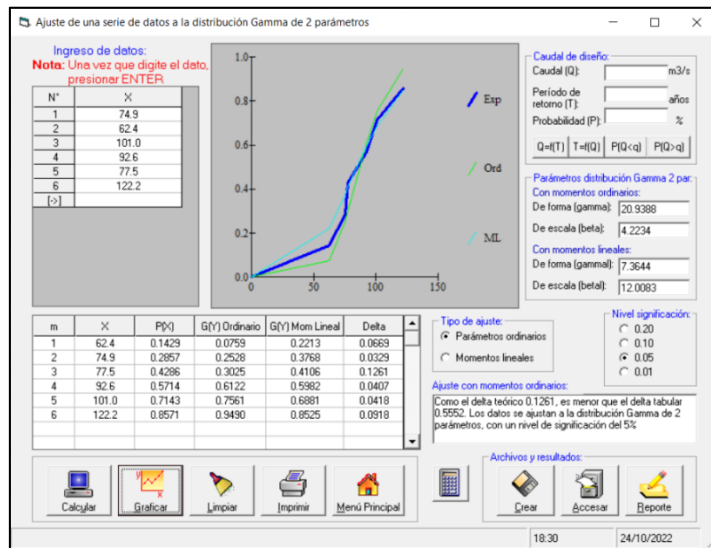 Ajuste de una serie de datos a la distribución Gamma de 2 parámetros
Ingreso de datos:
Nota: Una vez que digite el dato,
presionar ENTER
N° X
1 74.9
2 62.4
3 101.0
4 92.6
5 77.5
6 122.2
[->]
1.0
0.8
0.6
0.4
0.2
0.0
0 50 100 150
Exp
Ord
ML
Caudal de diseño:
Caudal (Q): m3/s
Período de
retorno (T): años
Probabilidad (P): %
Q=f(T) T=f(Q) P(Q<q) P(Q>q)
Parámetros distribución Gamma 2 par:
Con momentos ordinarios:
De forma (gamma): 20.9388
De escala (beta): 4.2234
Con momentos lineales:
De forma (gammal): 7.3644
De escala (betal): 12.0083
m X P(X) G(Y) Ordinario G(Y) Mom Lineal Delta
1 62.4 0.1429 0.0759 0.2213 0.0669
2 74.9 0.2857 0.2528 0.3768 0.0329
3 77.5 0.4286 0.3025 0.4106 0.1261
4 92.6 0.5714 0.6122 0.5982 0.0407
5 101.0 0.7143 0.7561 0.6881 0.0418
6 122.2 0.8571 0.9490 0.8525 0.0918
Tipo de ajuste:
Parámetros ordinarios
Momentos lineales
Nivel significación:
0.20
0.10
0.05
0.01
Ajuste con momentos ordinarios:
Como el delta teórico 0.1261, es menor que el delta tabular
0.5552. Los datos se ajustan a la distribución Gamma de 2
parámetros, con un nivel de significación del 5%
Calcular
Graficar
Limpiar
Imprimir
Menú Principal
Archivos y resultados:
Crear
Accesar
Reporte
18:30 24/10/2022